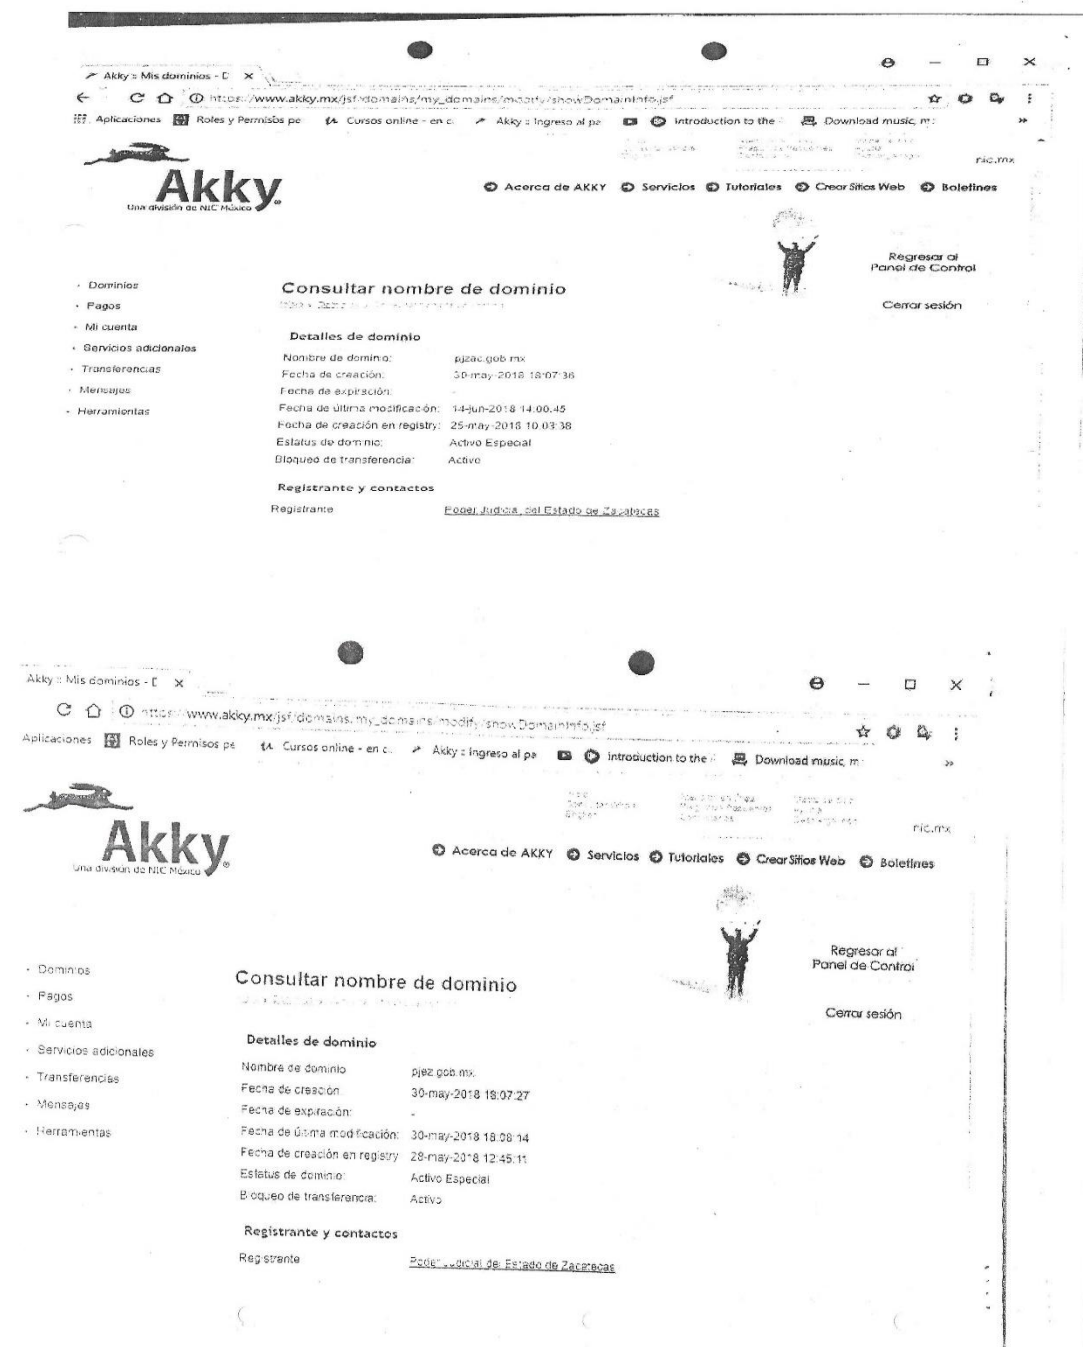 Akky :: Mis dominios - D ×
https://www.akky.mx/jsf/domains/my_domains/modify/showDomainInfo.jsf
Aplicaciones Roles y Permisos pe Cursos online - en c Akky :: Ingreso al pa Introduction to the Download music, m »
nic.mx
Akky®
Una división de NIC México
Acerca de AKKY Servicios Tutoriales Crear Sitios Web Boletines
Regresar al
Panel de Control
Cerrar sesión
· Dominios
· Pagos
· Mi cuenta
· Servicios adicionales
· Transferencias
· Mensajes
· Herramientas
Consultar nombre de dominio
Detalles de dominio
Nombre de dominio: pjzac.gob.mx
Fecha de creación: 30-may-2018 18:07:36
Fecha de expiración: -
Fecha de última modificación: 14-jun-2018 14:00:45
Fecha de creación en registry: 25-may-2018 10:03:38
Estatus de dominio: Activo Especial
Bloqueo de transferencia: Activo
Registrante y contactos
Registrante Poder Judicial del Estado de Zacatecas
Akky :: Mis dominios - D ×
https://www.akky.mx/jsf/domains/my_domains/modify/showDomainInfo.jsf
Aplicaciones Roles y Permisos pe Cursos online - en c. Akky :: Ingreso al pa Introduction to the Download music, m »
nic.mx
Akky®
Una división de NIC México
Acerca de AKKY Servicios Tutoriales Crear Sitios Web Boletines
Regresar al
Panel de Control
Cerrar sesión
· Dominios
· Pagos
· Mi cuenta
· Servicios adicionales
· Transferencias
· Mensajes
· Herramientas
Consultar nombre de dominio
Detalles de dominio
Nombre de dominio pjez.gob.mx
Fecha de creación 30-may-2018 18:07:27
Fecha de expiración: -
Fecha de última modificación: 30-may-2018 18:08:14
Fecha de creación en registry 28-may-2018 12:45:11
Estatus de dominio: Activo Especial
Bloqueo de transferencia: Activo
Registrante y contactos
Registrante Poder Judicial del Estado de Zacatecas